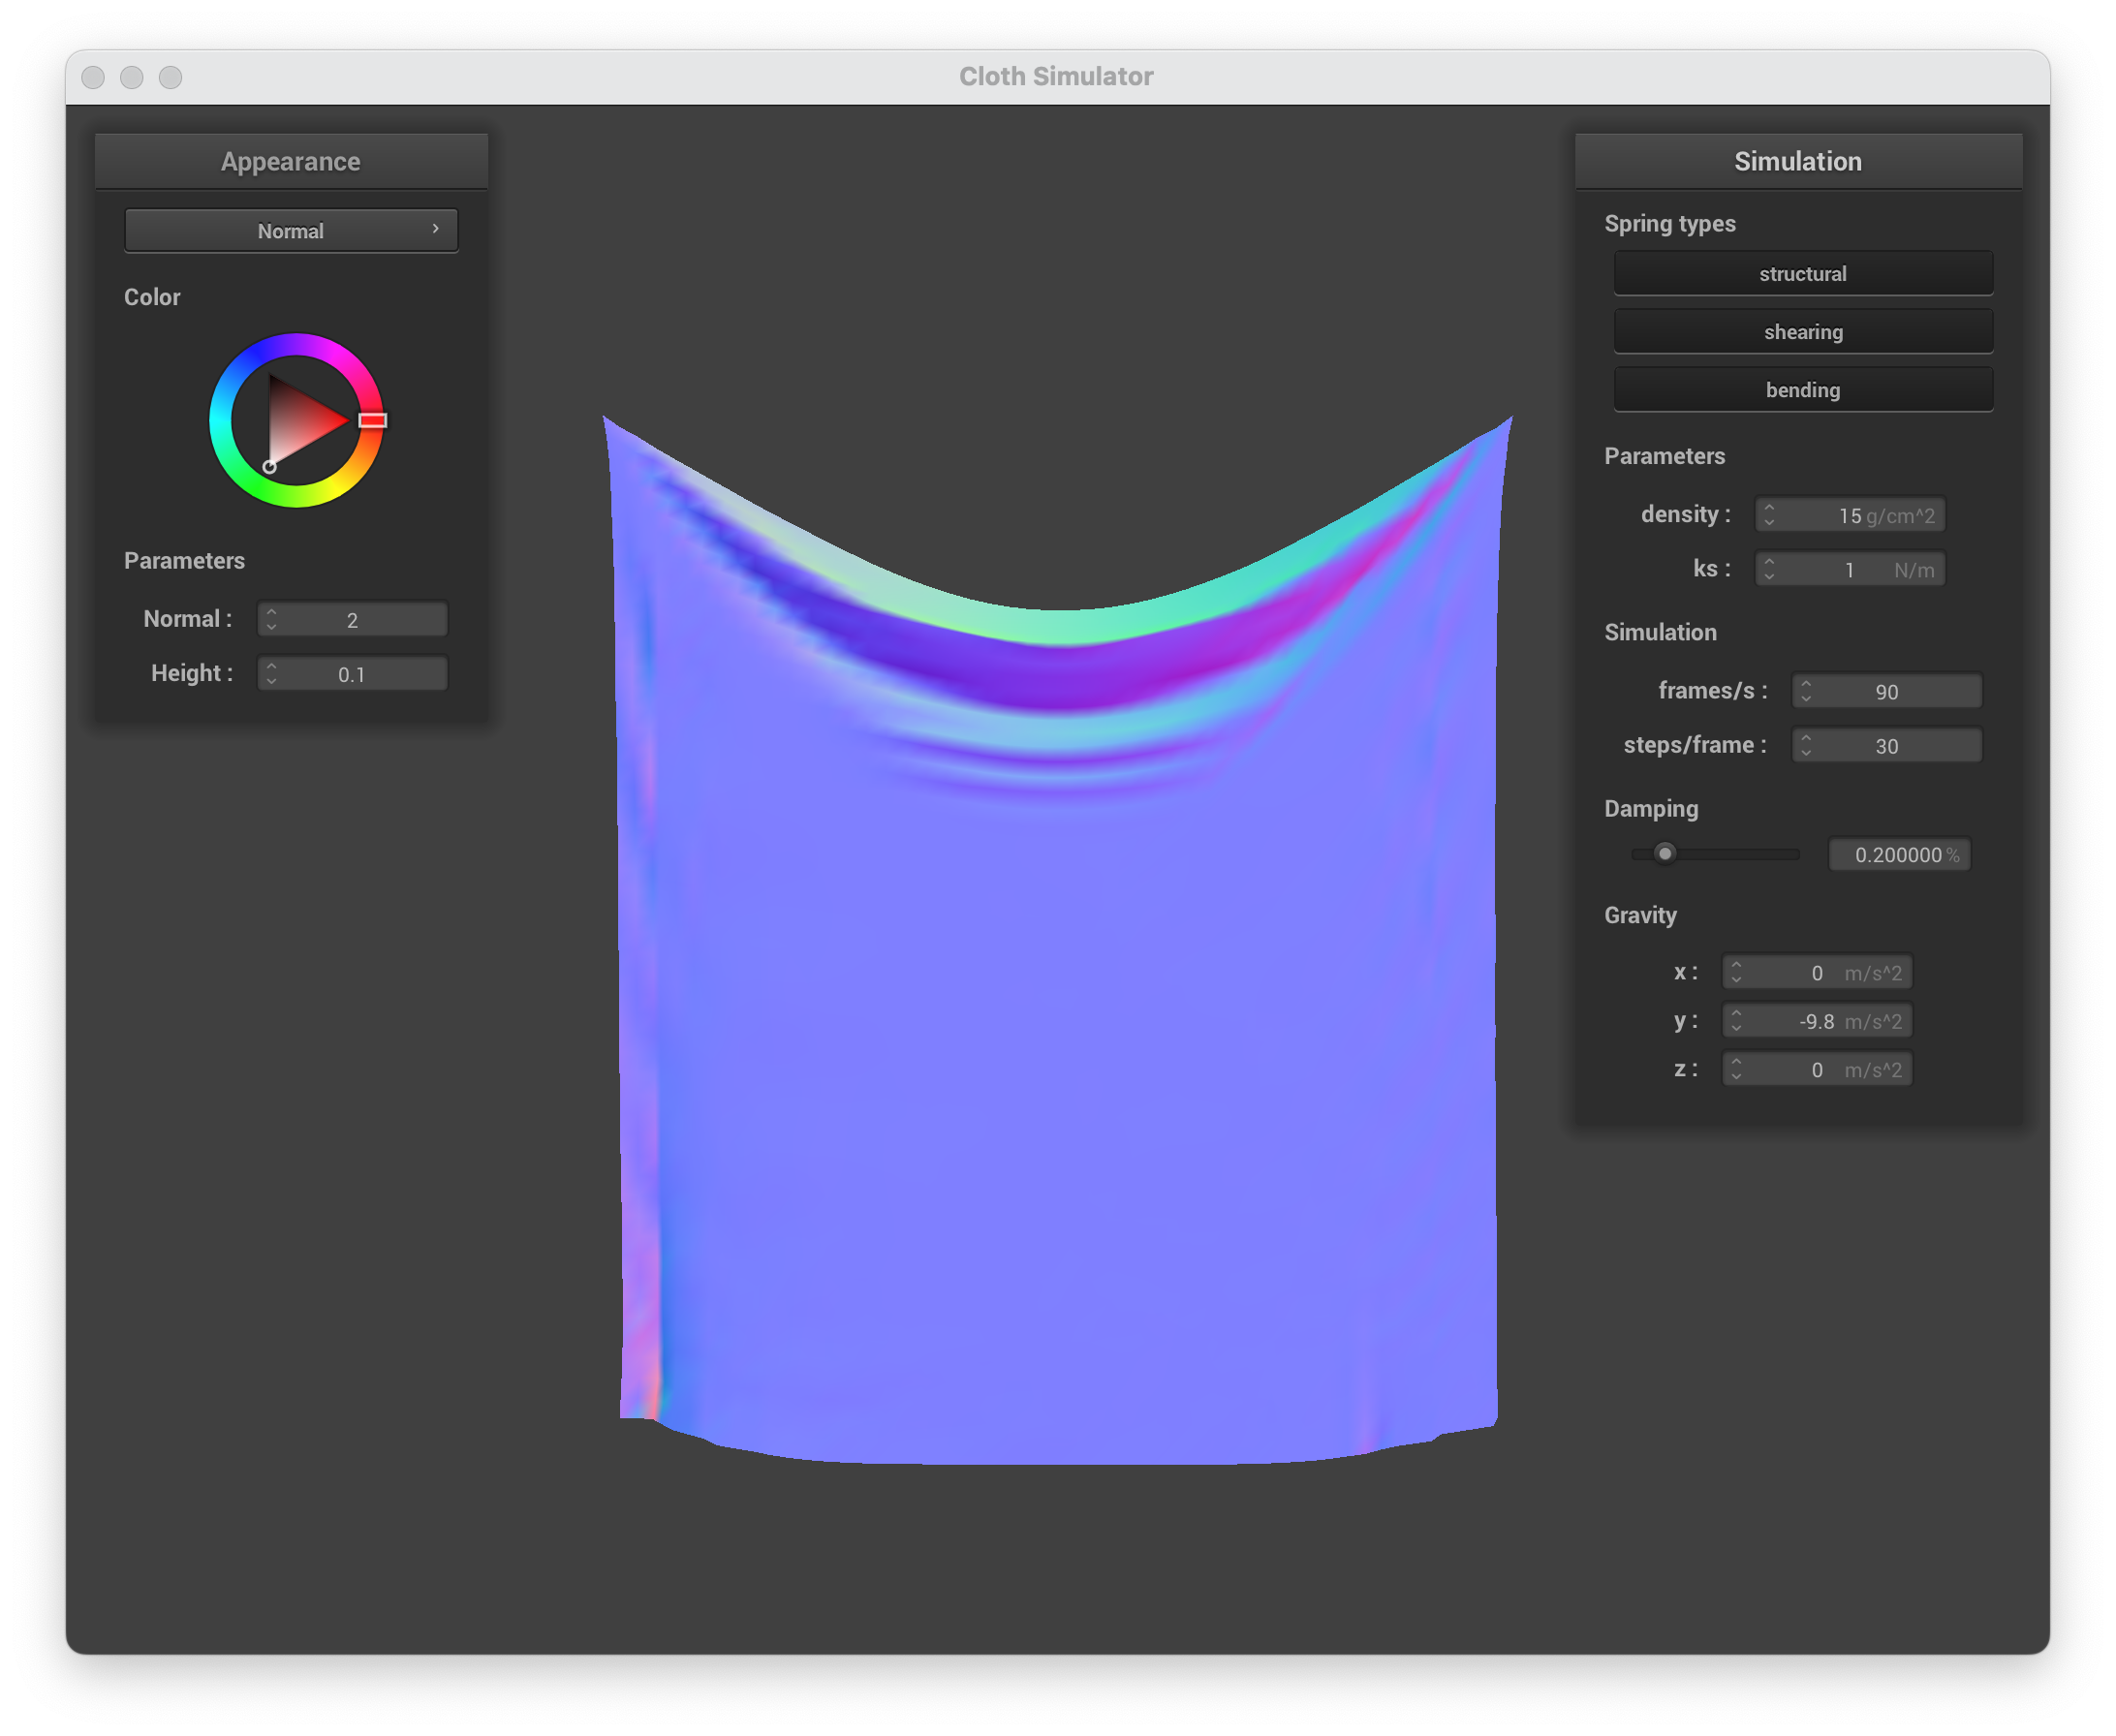 Cloth Simulator
Appearance
Normal
Color
Parameters
Normal :
2
Height :
0.1
Simulation
Spring types
structural
shearing
bending
Parameters
density :
15 g/cm^2
ks :
1 N/m
Simulation
frames/s :
90
steps/frame :
30
Damping
0.200000 %
Gravity
x :
0 m/s^2
y :
-9.8 m/s^2
z :
0 m/s^2